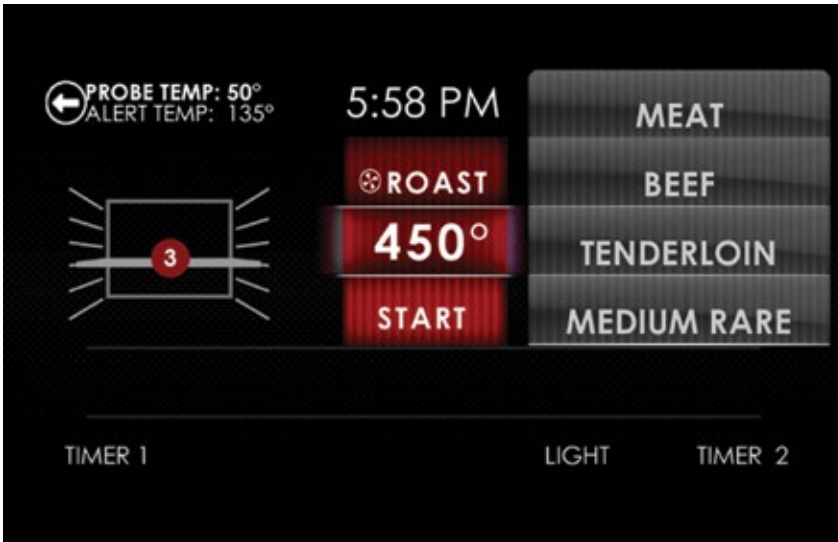 PROBE TEMP: 50°
ALERT TEMP: 135°
5:58 PM
ROAST
450°
START
MEAT
BEEF
TENDERLOIN
MEDIUM RARE
3
TIMER 1
LIGHT
TIMER 2